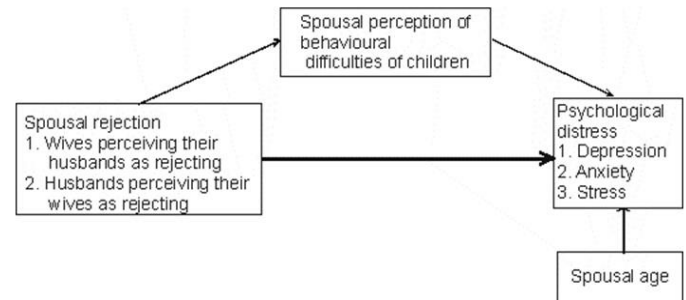 Spousal perception of
behavioural
difficulties of children
Spousal rejection
1. Wives perceiving their
husbands as rejecting
2. Husbands perceiving their
wives as rejecting
Psychological
distress
1. Depression
2. Anxiety
3. Stress
Spousal age